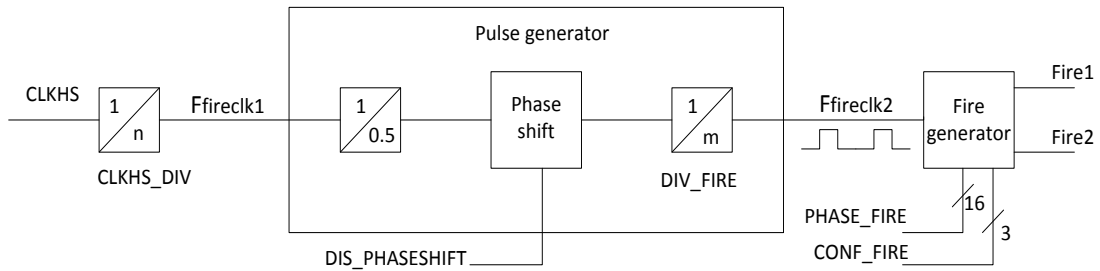 Pulse generator
CLKHS
1
n
CLKHS_DIV
Ffireclk1
1
0.5
Phase
shift
1
m
DIV_FIRE
DIS_PHASESHIFT
Ffireclk2
Fire
generator
Fire1
Fire2
PHASE_FIRE
16
CONF_FIRE
3